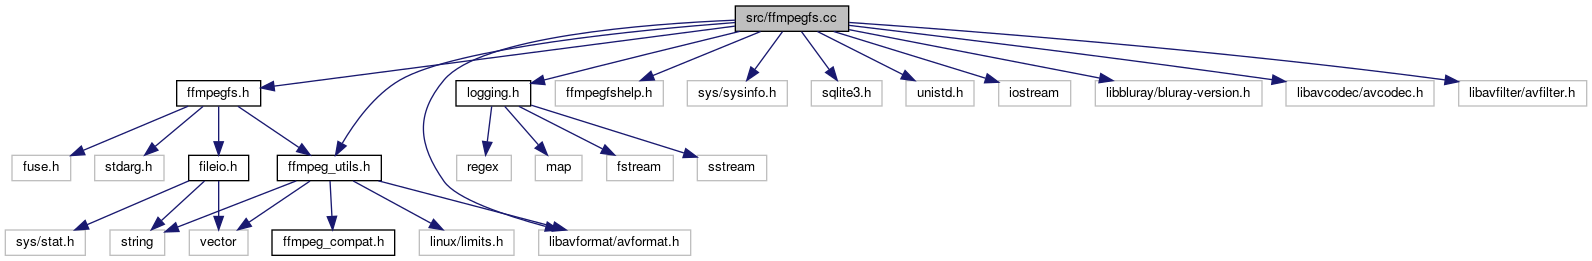 src/ffmpegfs.cc
ffmpegfs.h
logging.h
ffmpegfshelp.h
sys/sysinfo.h
sqlite3.h
unistd.h
iostream
libbluray/bluray-version.h
libavcodec/avcodec.h
libavfilter/avfilter.h
fuse.h
stdarg.h
fileio.h
ffmpeg_utils.h
regex
map
fstream
sstream
sys/stat.h
string
vector
ffmpeg_compat.h
linux/limits.h
libavformat/avformat.h